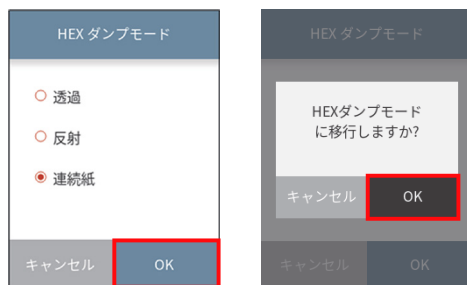 HEX ダンプモード
透過
反射
連続紙
キャンセル
OK
HEX ダンプモード
HEXダンプモード
に移行しますか?
キャンセル
OK
キャンセル
OK